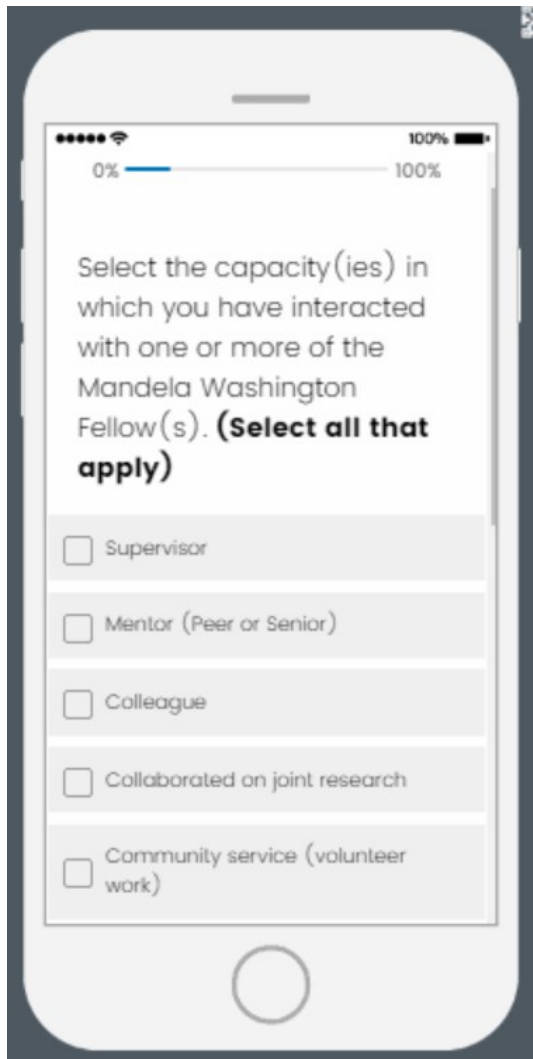 100%
0% 100%
Select the capacity(ies) in
which you have interacted
with one or more of the
Mandela Washington
Fellow(s). (Select all that
apply)
Supervisor
Mentor (Peer or Senior)
Colleague
Collaborated on joint research
Community service (volunteer
work)